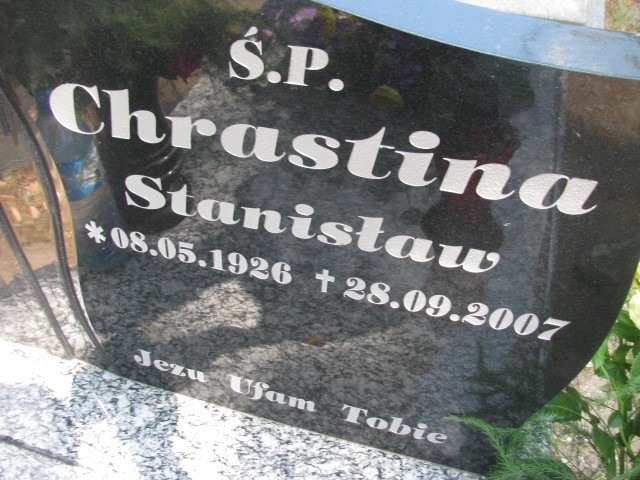 Ś.P.
Chrastina
Stanisław
*08.05.1926 †28.09.2007
Jezu Ufam Tobie